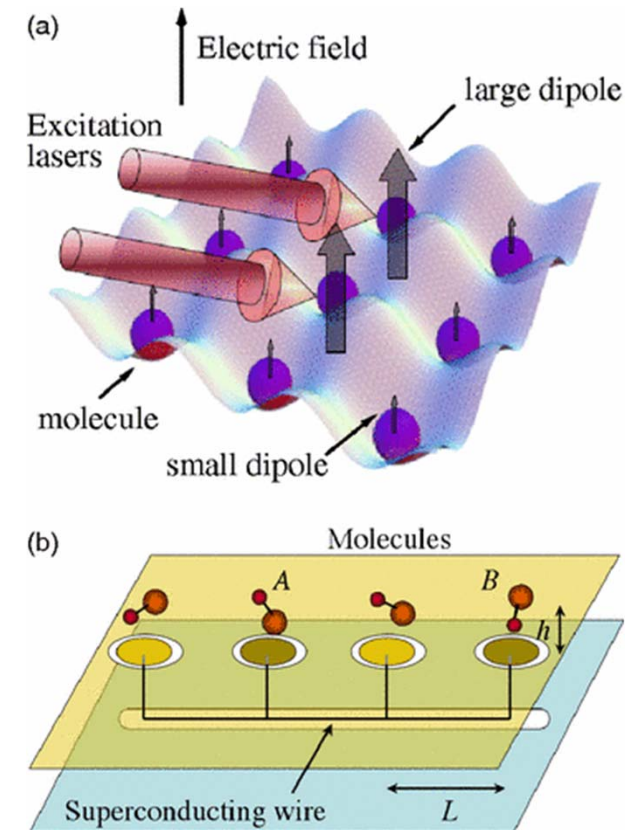 (a)
Electric field
large dipole
Excitation
lasers
molecule
small dipole
(b)
Molecules
A
B
h
Superconducting wire
L